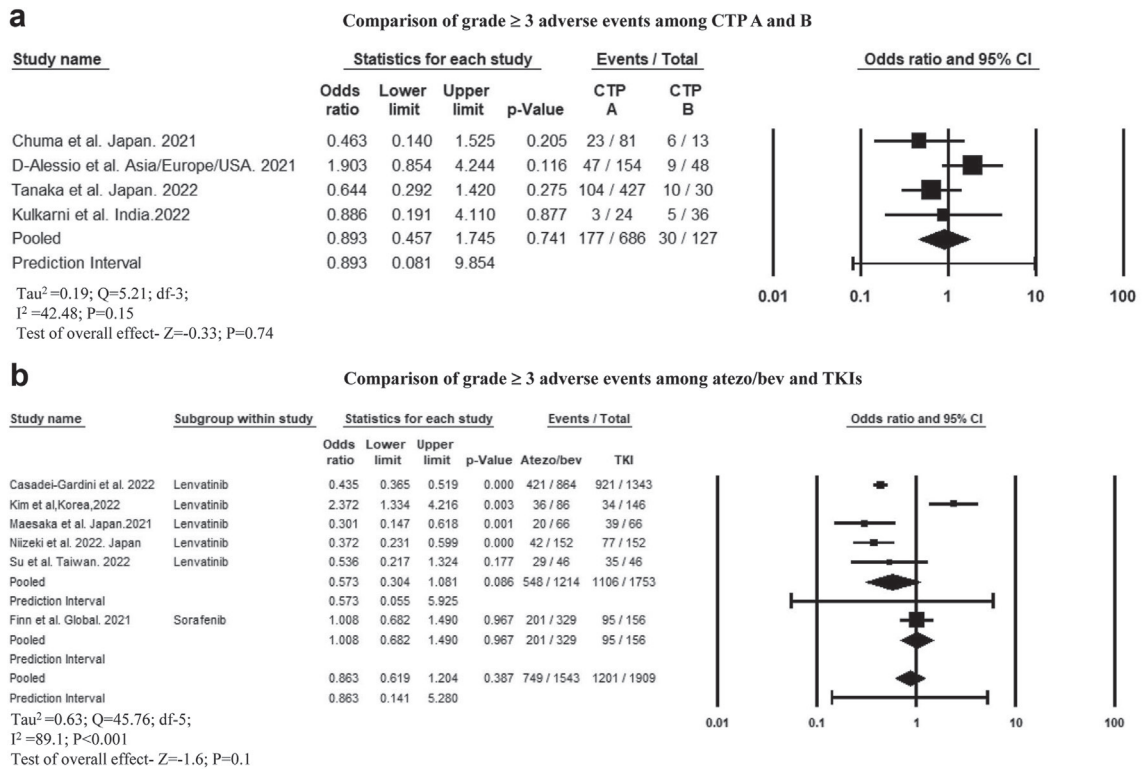 a
Comparison of grade ≥ 3 adverse events among CTP A and B
Study name Statistics for each study Events / Total Odds ratio and 95% CI
Odds ratio Lower limit Upper limit p-Value CTP A CTP B
Chuma et al. Japan. 2021 0.463 0.140 1.525 0.205 23 / 81 6 / 13
D-Alessio et al. Asia/Europe/USA. 2021 1.903 0.854 4.244 0.116 47 / 154 9 / 48
Tanaka et al. Japan. 2022 0.644 0.292 1.420 0.275 104 / 427 10 / 30
Kulkarni et al. India.2022 0.886 0.191 4.110 0.877 3 / 24 5 / 36
Pooled 0.893 0.457 1.745 0.741 177 / 686 30 / 127
Prediction Interval 0.893 0.081 9.854
0.01 0.1 1 10 100
Tau² =0.19; Q=5.21; df-3;
I² =42.48; P=0.15
Test of overall effect- Z=-0.33; P=0.74
b
Comparison of grade ≥ 3 adverse events among atezo/bev and TKIs
Study name Subgroup within study Statistics for each study Events / Total Odds ratio and 95% CI
Odds ratio Lower limit Upper limit p-Value Atezo/bev TKI
Casadei-Gardini et al. 2022 Lenvatinib 0.435 0.365 0.519 0.000 421 / 864 921 / 1343
Kim et al,Korea,2022 Lenvatinib 2.372 1.334 4.216 0.003 36 / 86 34 / 146
Maesaka et al. Japan.2021 Lenvatinib 0.301 0.147 0.618 0.001 20 / 66 39 / 66
Niizeki et al. 2022. Japan Lenvatinib 0.372 0.231 0.599 0.000 42 / 152 77 / 152
Su et al. Taiwan. 2022 Lenvatinib 0.536 0.217 1.324 0.177 29 / 46 35 / 46
Pooled 0.573 0.304 1.081 0.086 548 / 1214 1106 / 1753
Prediction Interval 0.573 0.055 5.925
Finn et al. Global. 2021 Sorafenib 1.008 0.682 1.490 0.967 201 / 329 95 / 156
Pooled 1.008 0.682 1.490 0.967 201 / 329 95 / 156
Prediction Interval
Pooled 0.863 0.619 1.204 0.387 749 / 1543 1201 / 1909
Prediction Interval 0.863 0.141 5.280
0.01 0.1 1 10 100
Tau² =0.63; Q=45.76; df-5;
I² =89.1; P<0.001
Test of overall effect- Z=-1.6; P=0.1